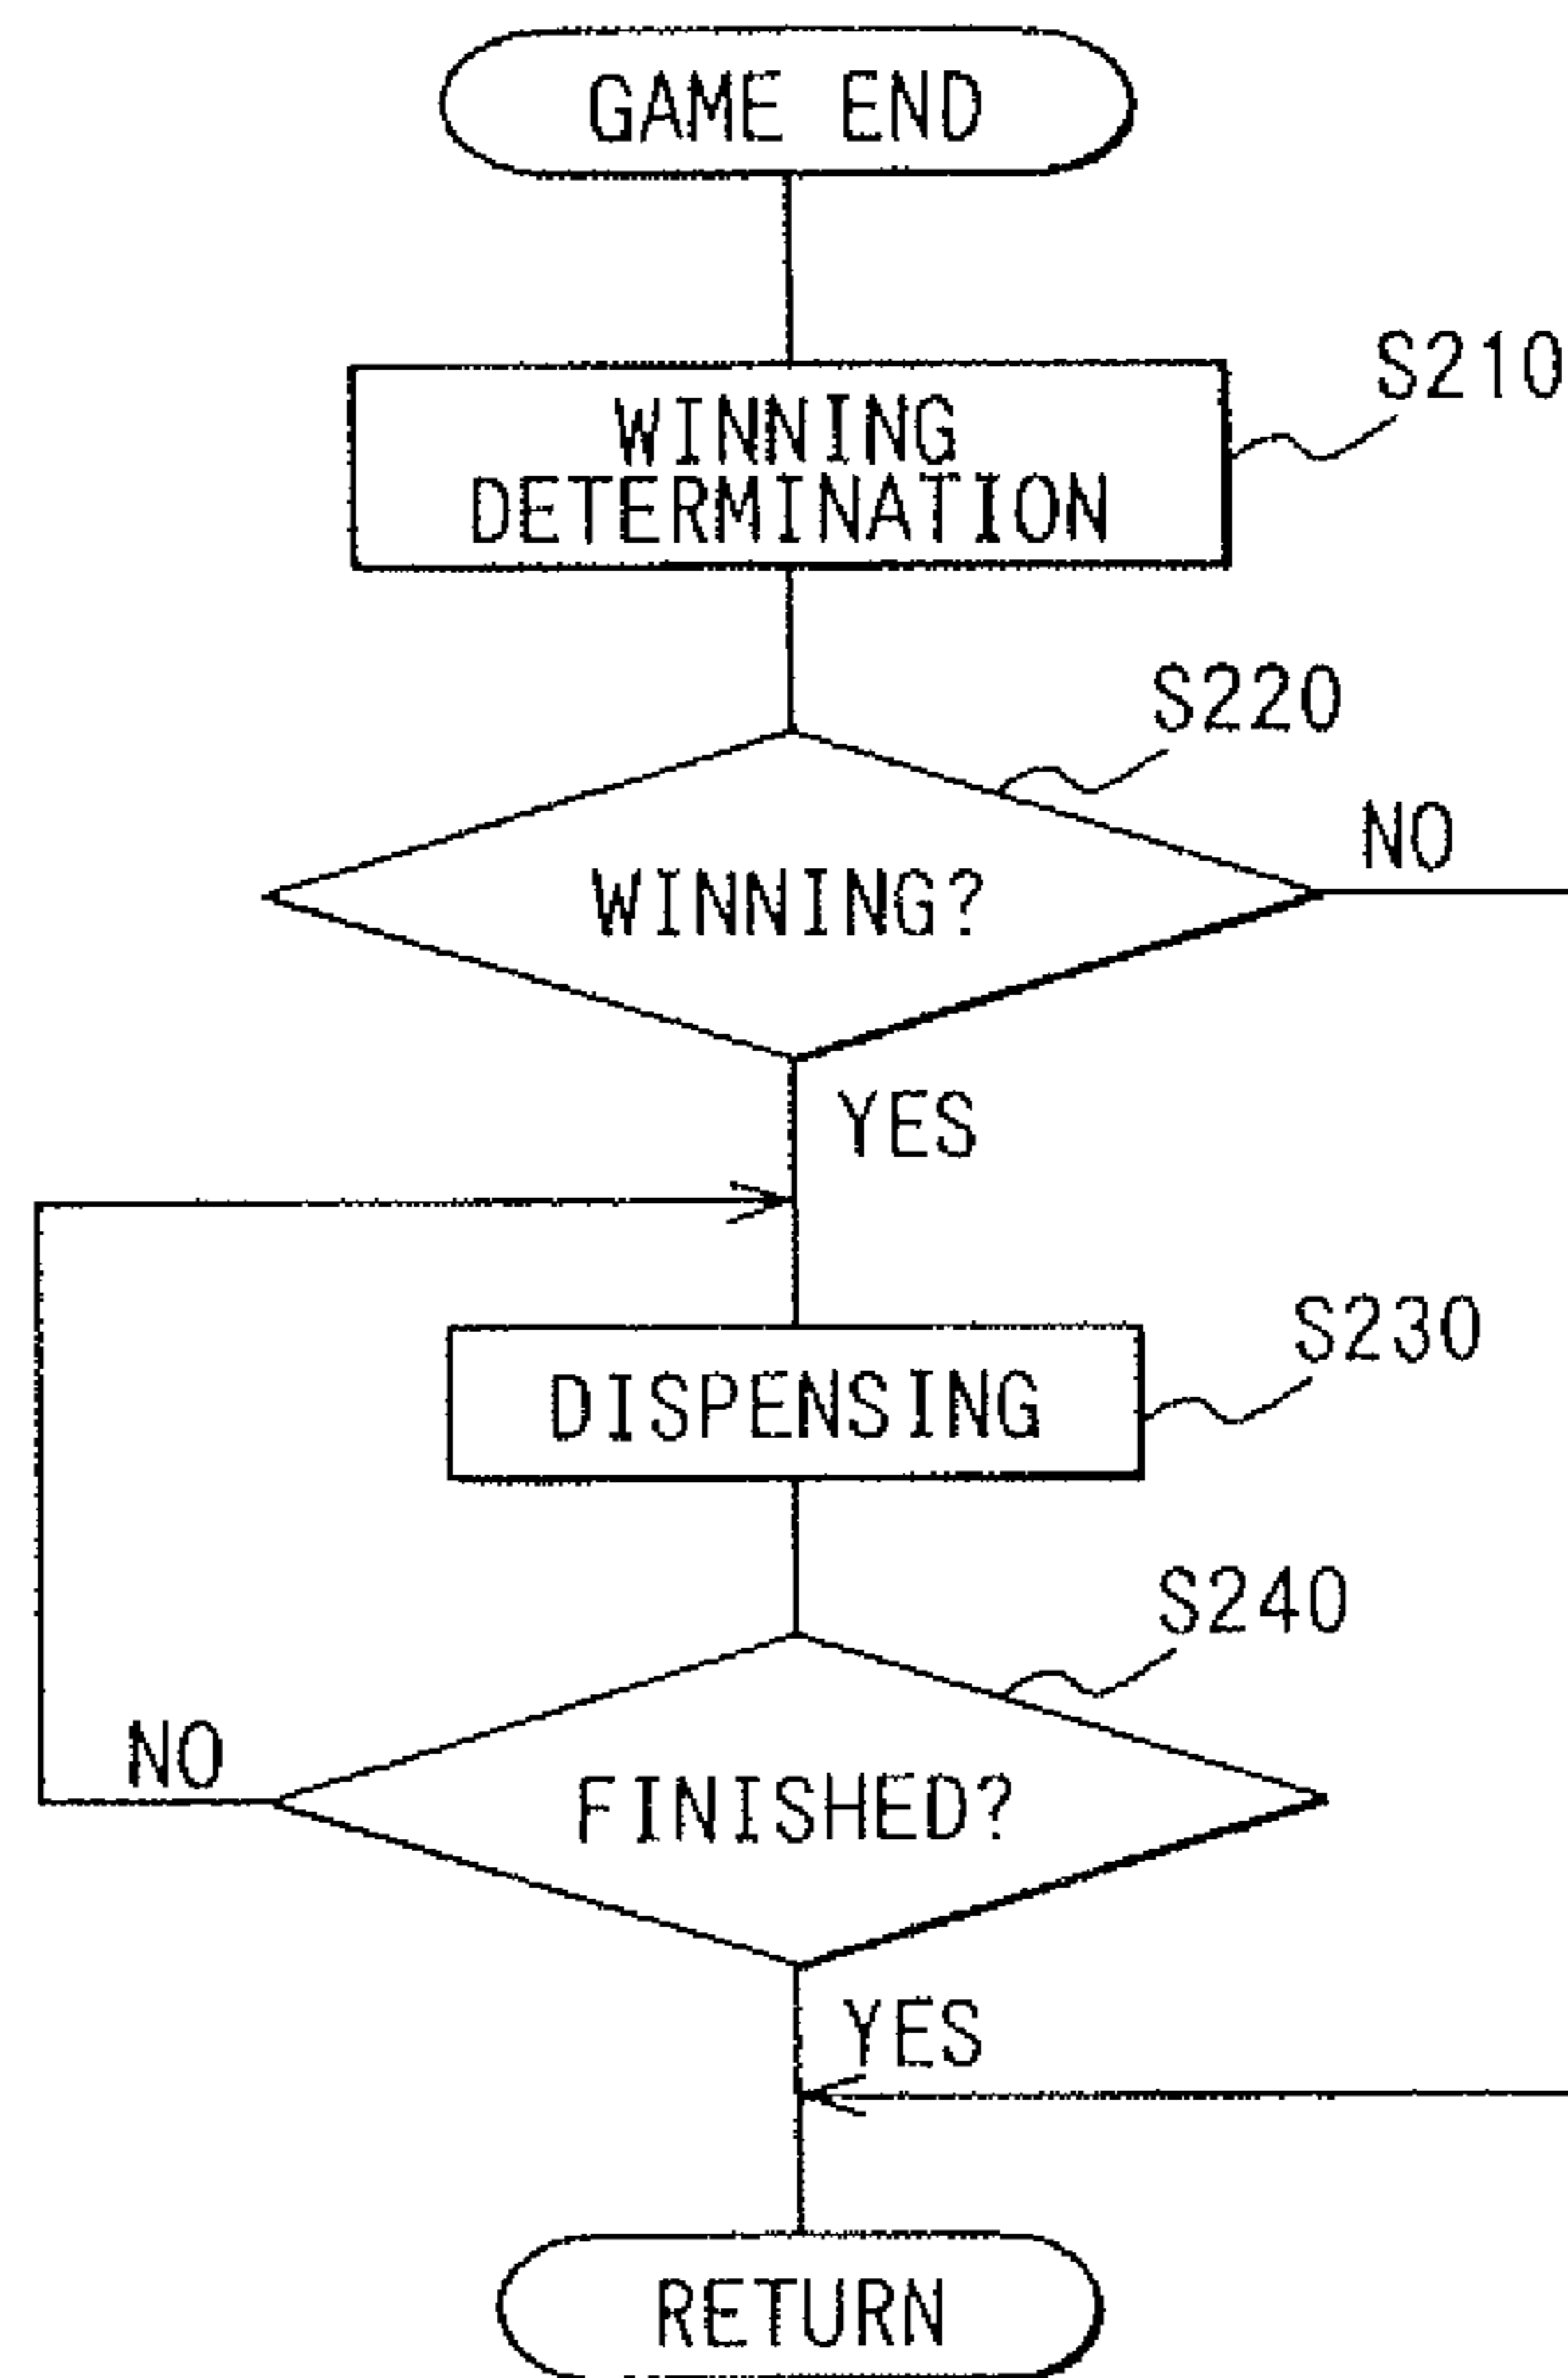 GAME END
S210
WINNING
DETERMINATION
S220
NO
WINNING?
YES
S230
DISPENSING
S240
NO
FINISHED?
YES
RETURN